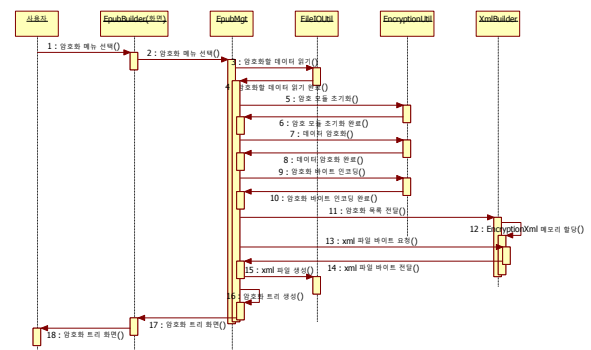 사용자
EpubBuilder(화면)
EpubMgt
FileIOUtil
EncryptionUtil
XmlBuilder
1 : 암호화 메뉴 선택()
2 : 암호화 메뉴 선택()
3 : 암호화할 데이터 읽기()
4 : 암호화할 데이터 읽기 완료()
5 : 암호 모듈 초기화()
6 : 암호 모듈 초기화 완료()
7 : 데이터 암호화()
8 : 데이터 암호화 완료()
9 : 암호화 바이트 인코딩()
10 : 암호화 바이트 인코딩 완료()
11 : 암호화 목록 전달()
12 : EncryptionXml 메모리 할당()
13 : xml 파일 바이트 요청()
14 : xml 파일 바이트 전달()
15 : xml 파일 생성()
16 : 암호화 트리 생성()
17 : 암호화 트리 화면()
18 : 암호화 트리 화면()